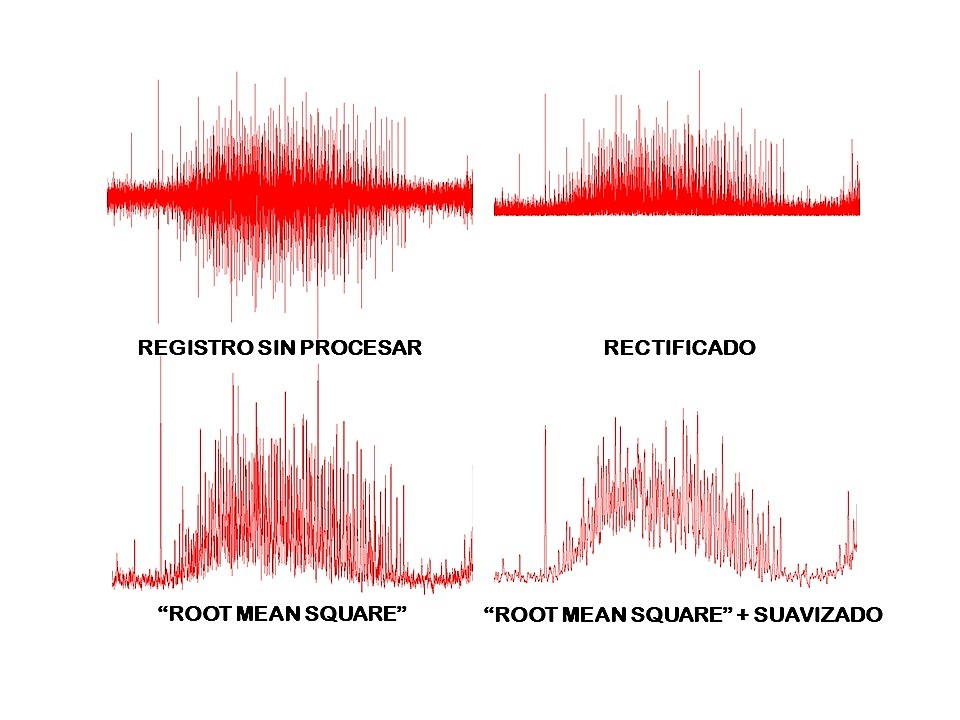 REGISTRO SIN PROCESAR
RECTIFICADO
“ROOT MEAN SQUARE”
“ROOT MEAN SQUARE” + SUAVIZADO